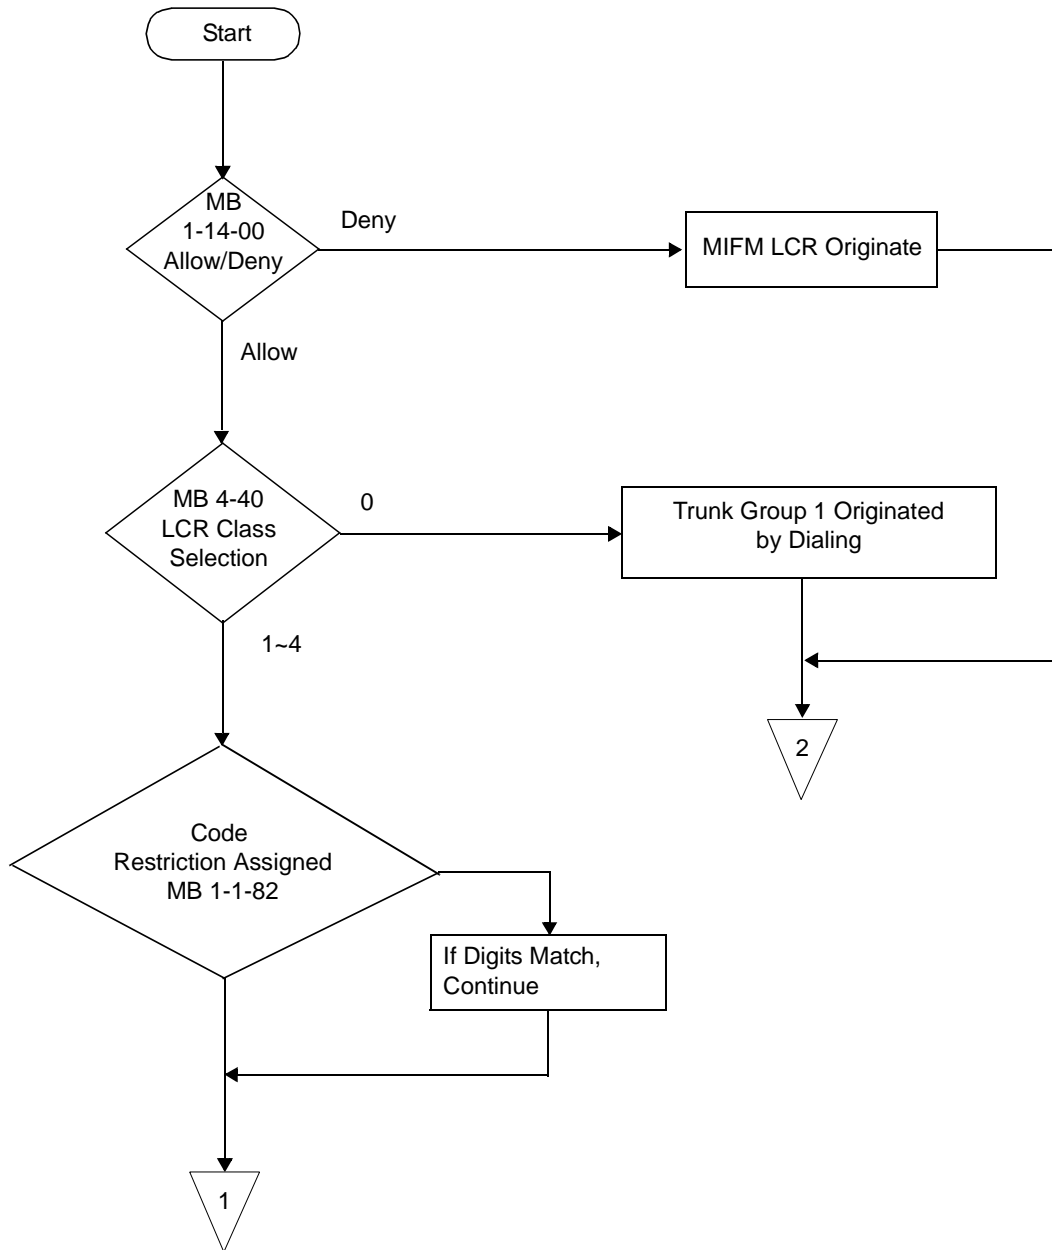 Start
MB
1-14-00
Allow/Deny
Deny
MIFM LCR Originate
Allow
MB 4-40
LCR Class
Selection
0
Trunk Group 1 Originated
by Dialing
1~4
2
Code
Restriction Assigned
MB 1-1-82
If Digits Match,
Continue
1